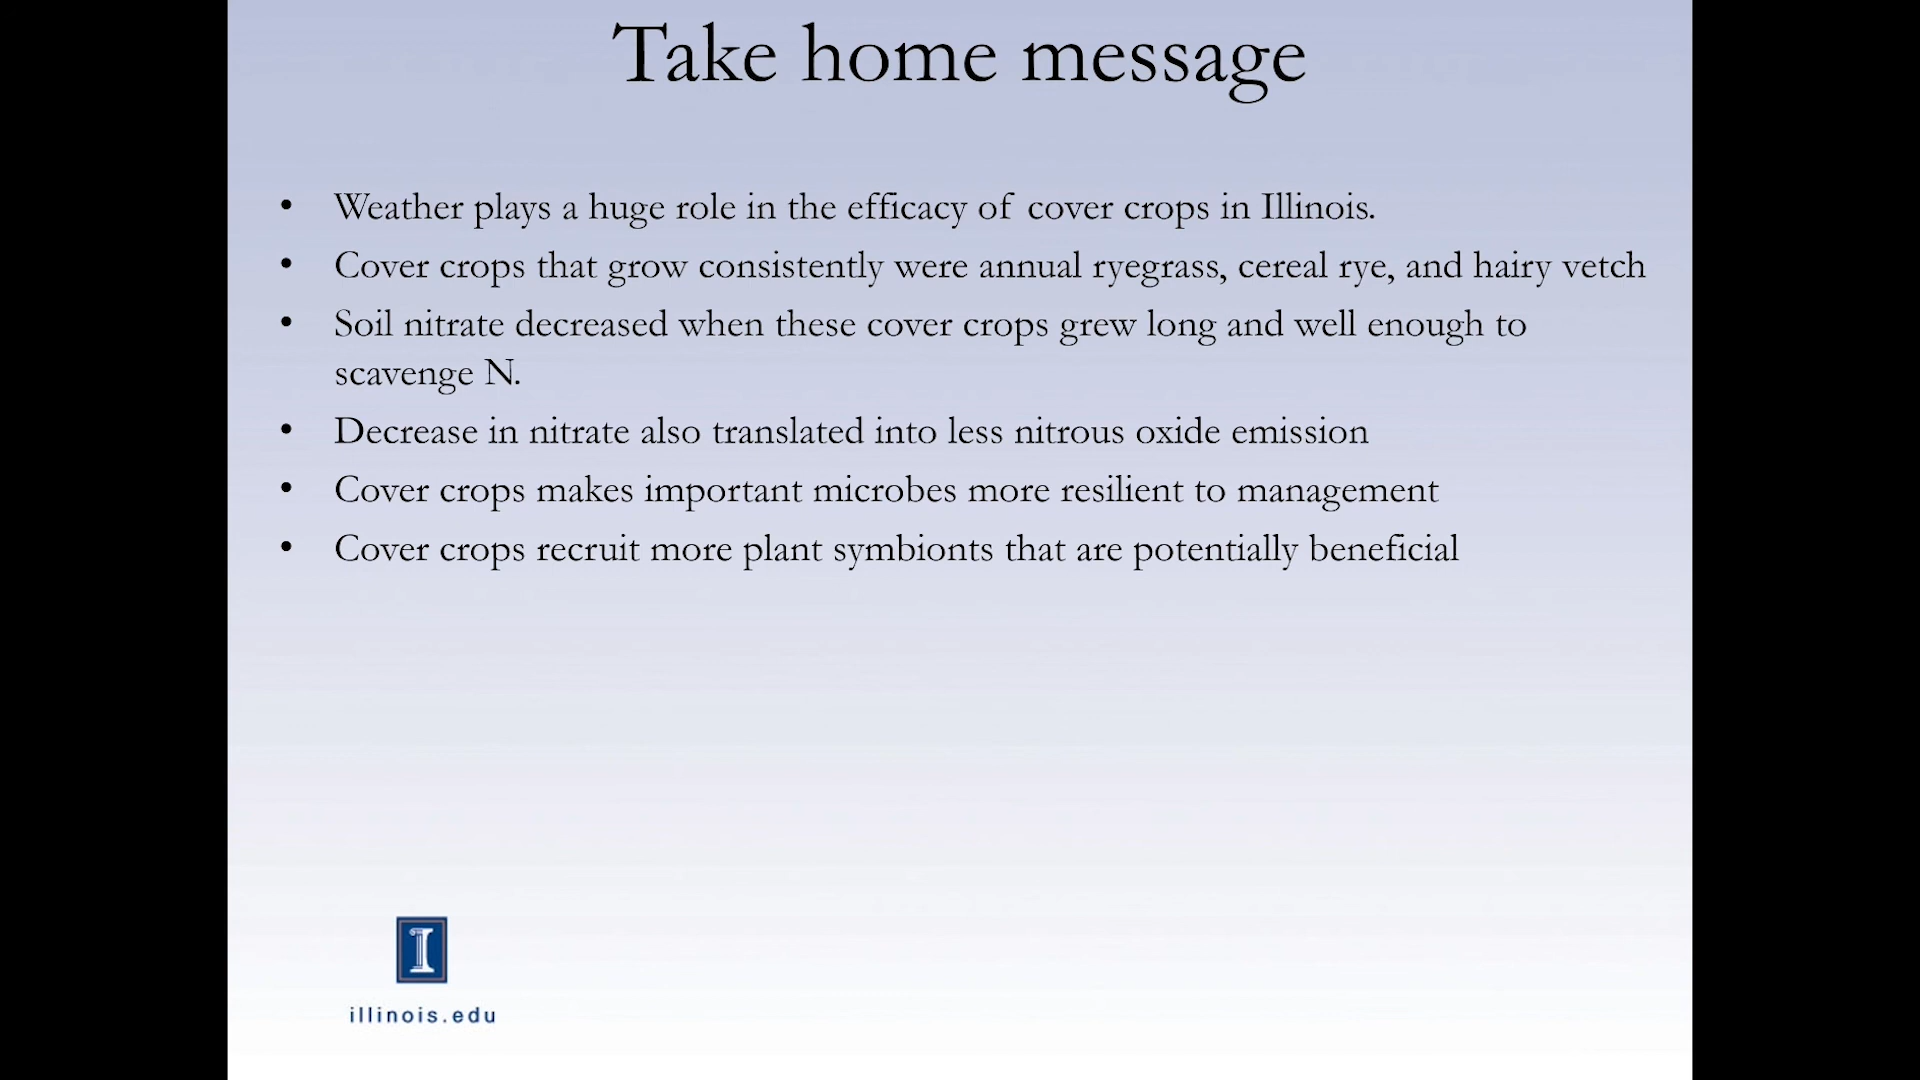 Take home message
• Weather plays a huge role in the efficacy of cover crops in Illinois.
• Cover crops that grow consistently were annual ryegrass, cereal rye, and hairy vetch
• Soil nitrate decreased when these cover crops grew long and well enough to
scavenge N.
• Decrease in nitrate also translated into less nitrous oxide emission
• Cover crops makes important microbes more resilient to management
• Cover crops recruit more plant symbionts that are potentially beneficial
I
illinois.edu